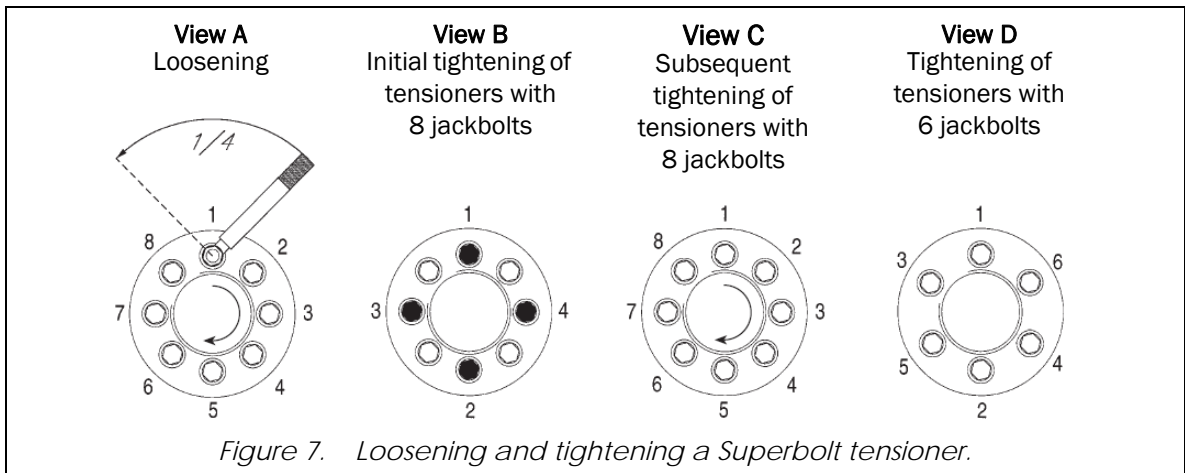 View A
Loosening
1/4
1
8
2
7
3
6
4
5
View B
Initial tightening of
tensioners with
8 jackbolts
1
3
4
2
View C
Subsequent
tightening of
tensioners with
8 jackbolts
1
8
2
7
3
6
4
5
View D
Tightening of
tensioners with
6 jackbolts
1
3
6
5
4
2
Figure 7. Loosening and tightening a Superbolt tensioner.